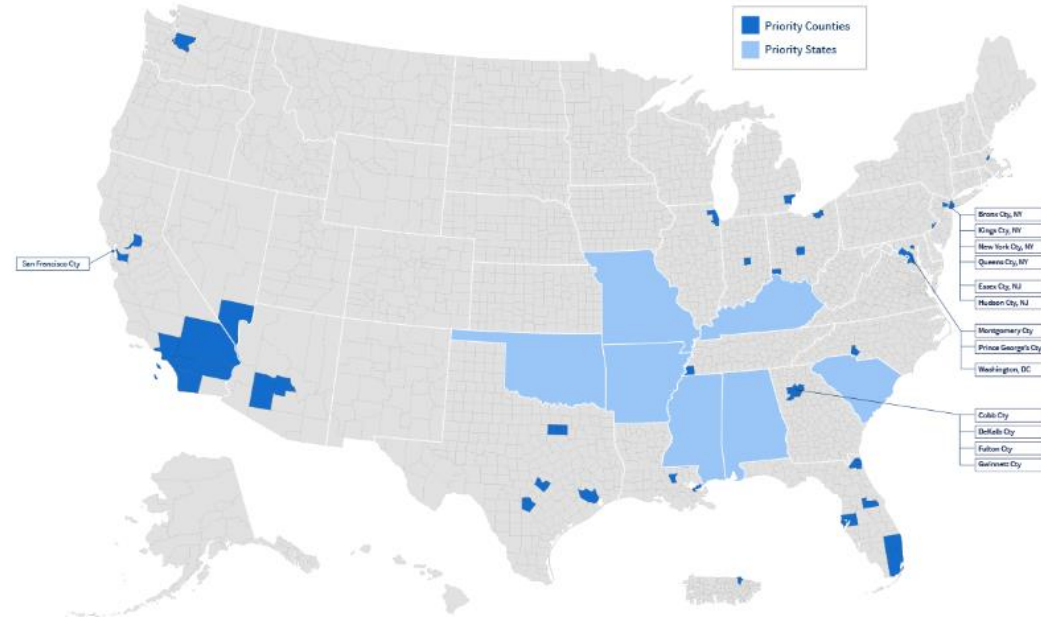 Priority Counties
Priority States
San Francisco Cty
Bronx Cty, NY
Kings Cty, NY
New York Cty, NY
Queens Cty, NY
Essex Cty, NJ
Hudson Cty, NJ
Montgomery Cty
Prince George's Cty
Washington, DC
Cobb Cty
DeKalb Cty
Fulton Cty
Gwinnett Cty